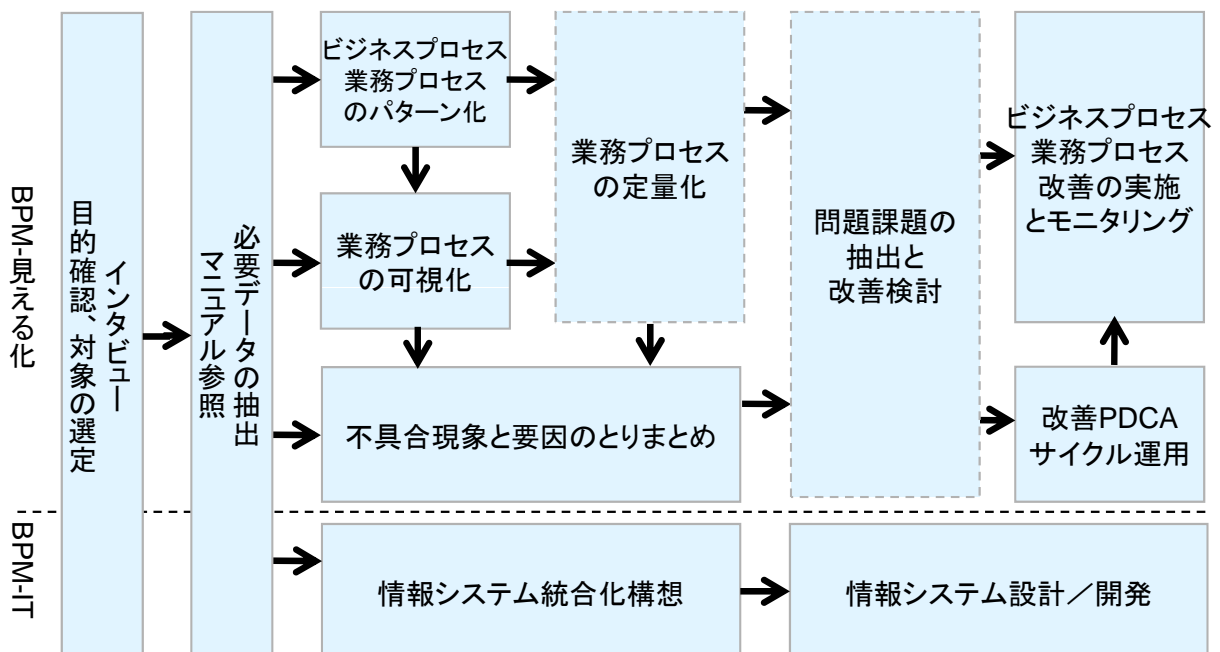 BPM-見える化
インタビュー
目的確認、対象の選定
必要データの抽出
マニュアル参照
ビジネスプロセス
業務プロセス
のパターン化
業務プロセス
の可視化
業務プロセス
の定量化
不具合現象と要因のとりまとめ
問題課題の
抽出と
改善検討
ビジネスプロセス
業務プロセス
改善の実施
とモニタリング
改善PDCA
サイクル運用
BPM-IT
情報システム統合化構想
情報システム設計／開発